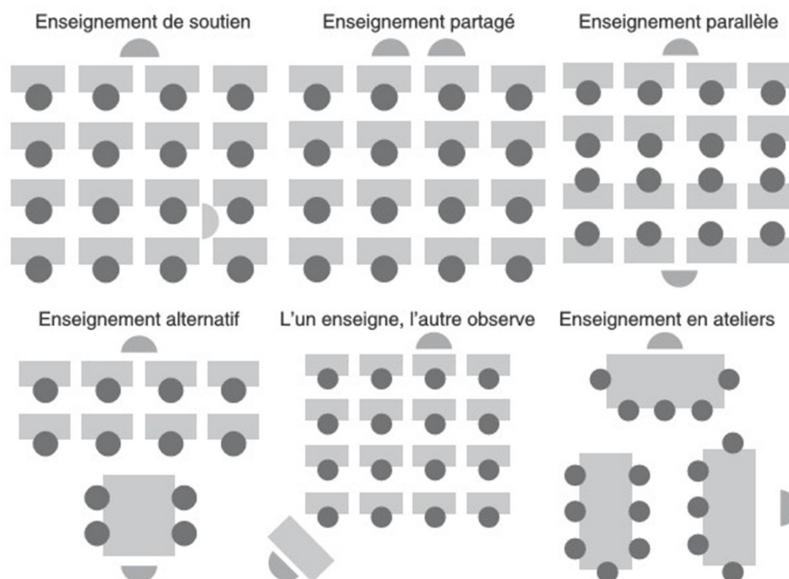 Enseignement de soutien
Enseignement partagé
Enseignement parallèle
Enseignement alternatif
L'un enseigne, l'autre observe
Enseignement en ateliers